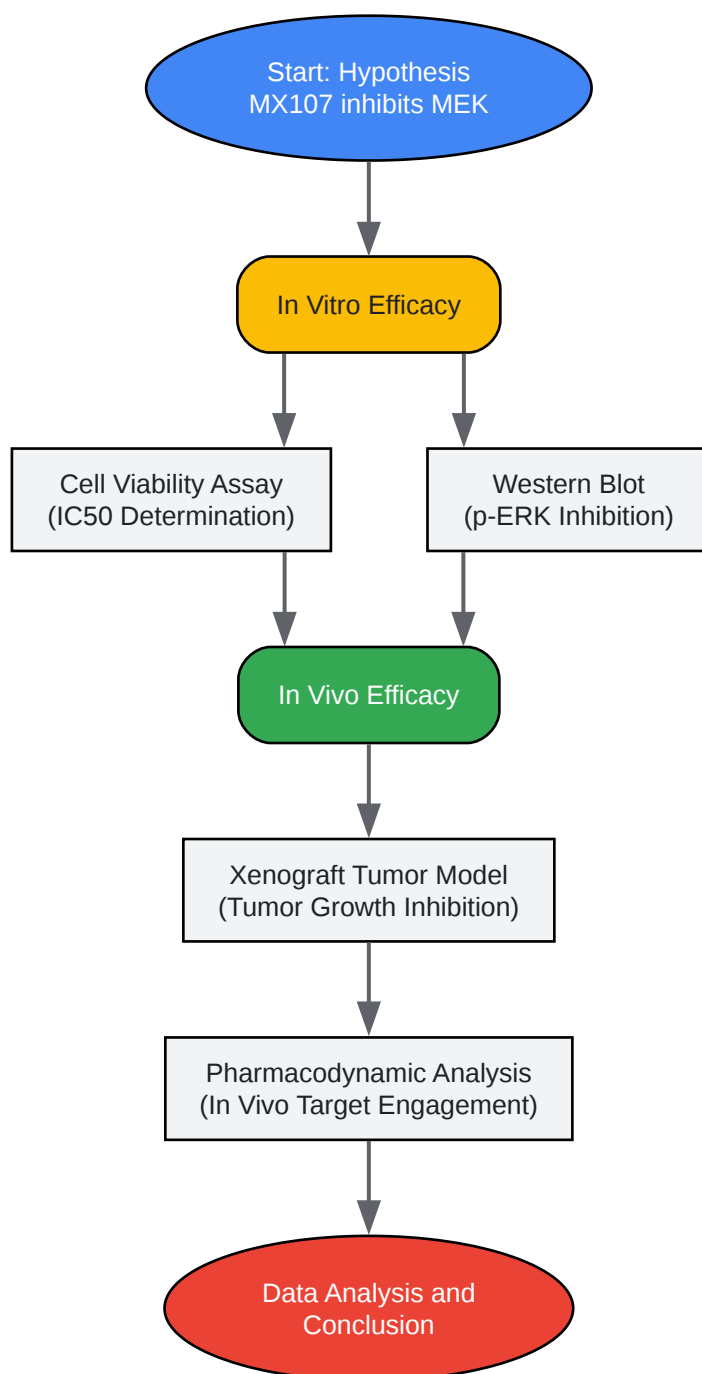 Start: Hypothesis
MX107 inhibits MEK
In Vitro Efficacy
Cell Viability Assay
(IC50 Determination)
Western Blot
(p-ERK Inhibition)
In Vivo Efficacy
Xenograft Tumor Model
(Tumor Growth Inhibition)
Pharmacodynamic Analysis
(In Vivo Target Engagement)
Data Analysis and
Conclusion